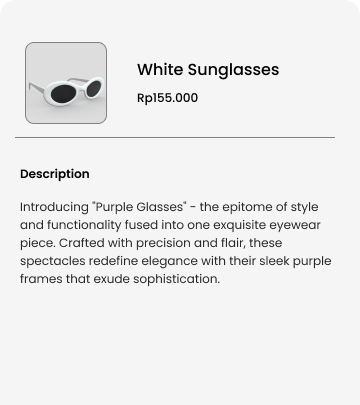 White Sunglasses
Rp155.000
Description
Introducing "Purple Glasses" - the epitome of style
and functionality fused into one exquisite eyewear
piece. Crafted with precision and flair, these
spectacles redefine elegance with their sleek purple
frames that exude sophistication.